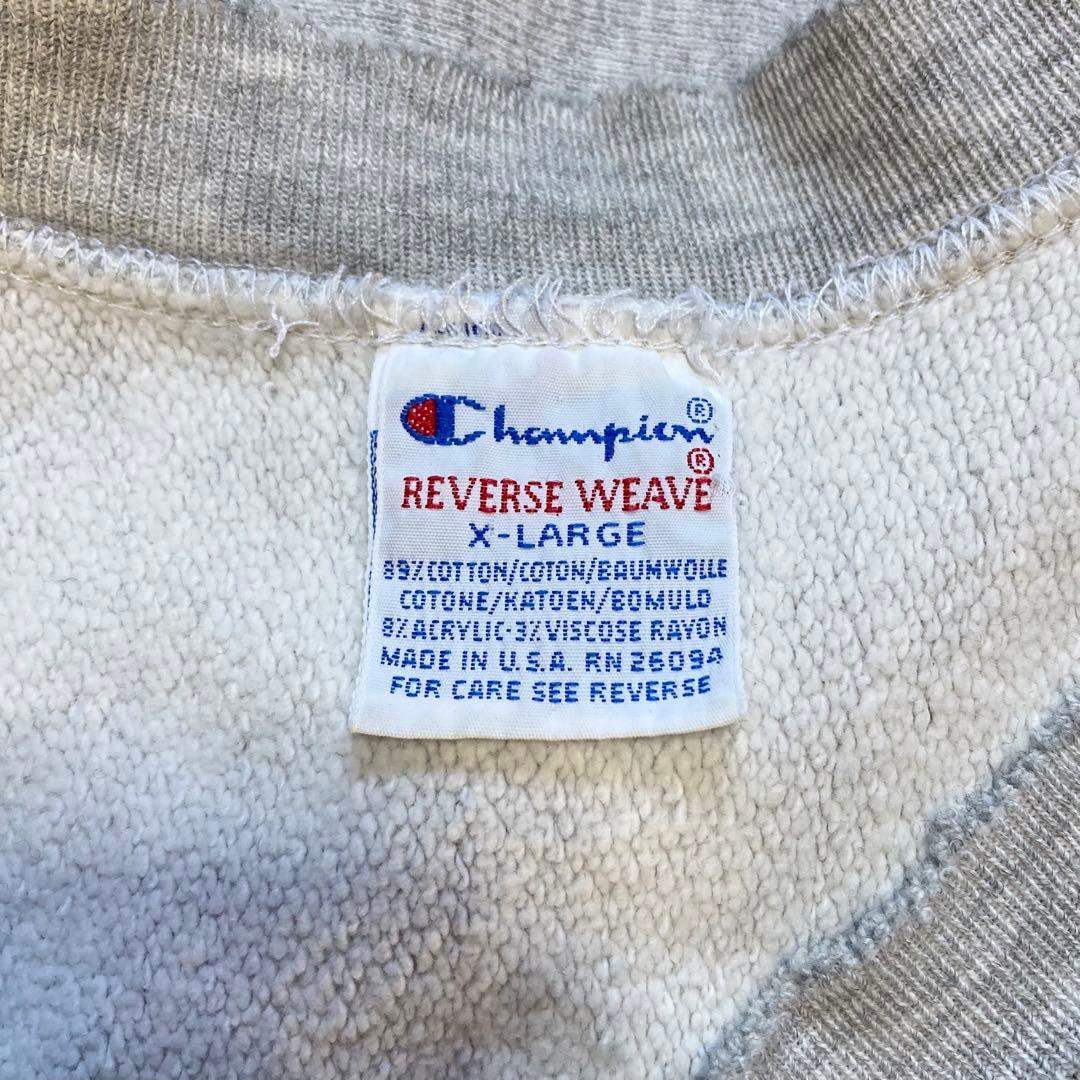 Champion®
REVERSE WEAVE®
X-LARGE
89% COTTON/COTON/BAUMWOLLE
COTONE/KATOEN/BOMULD
8% ACRYLIC-3% VISCOSE RAYON
MADE IN U.S.A. RN 26094
FOR CARE SEE REVERSE